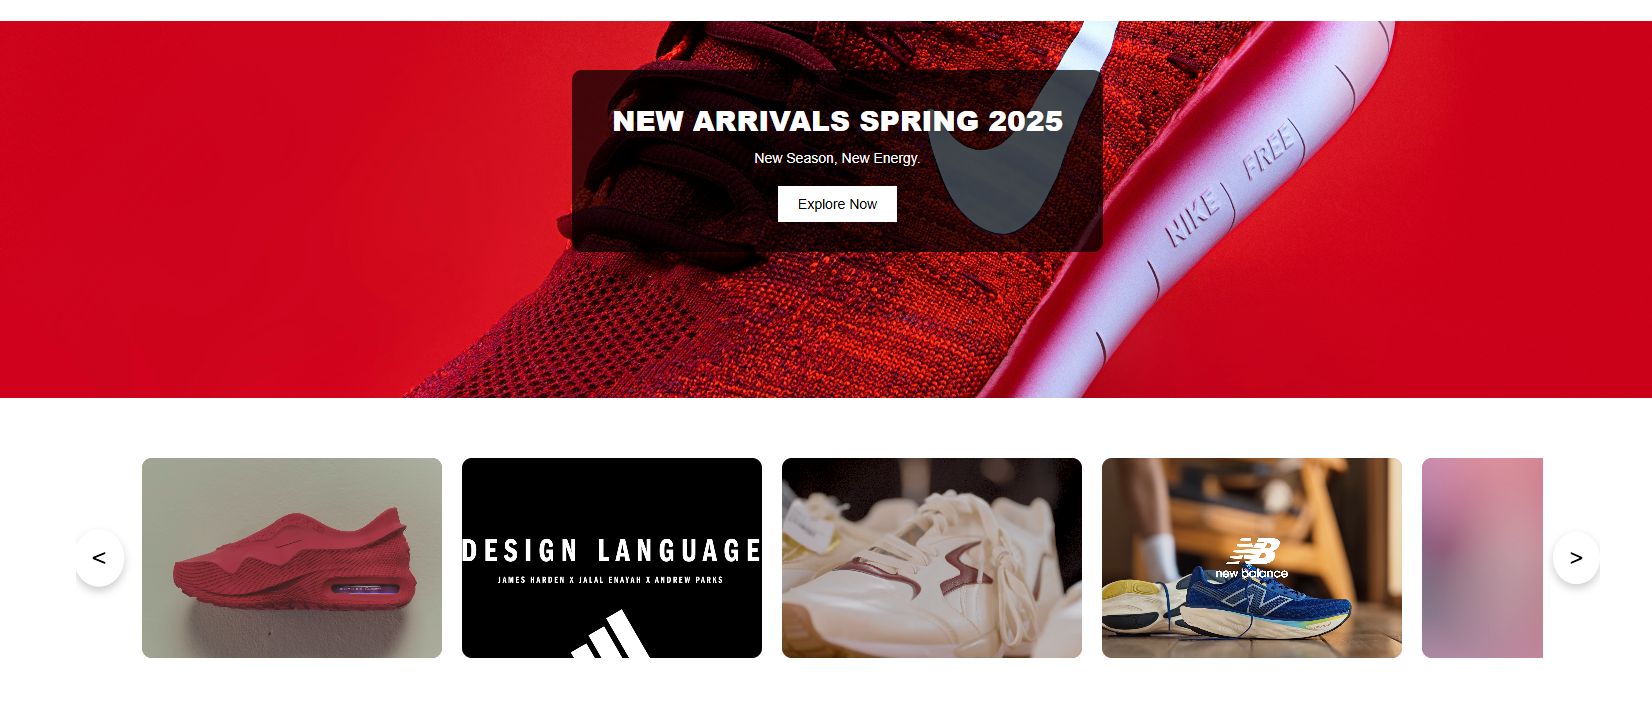 NEW ARRIVALS SPRING 2025
New Season, New Energy.
Explore Now
NIKE FREE
<
DESIGN LANGUAGE
JAMES HARDEN X JALAL ENAYAH X ANDREW PARKS
new balance
>